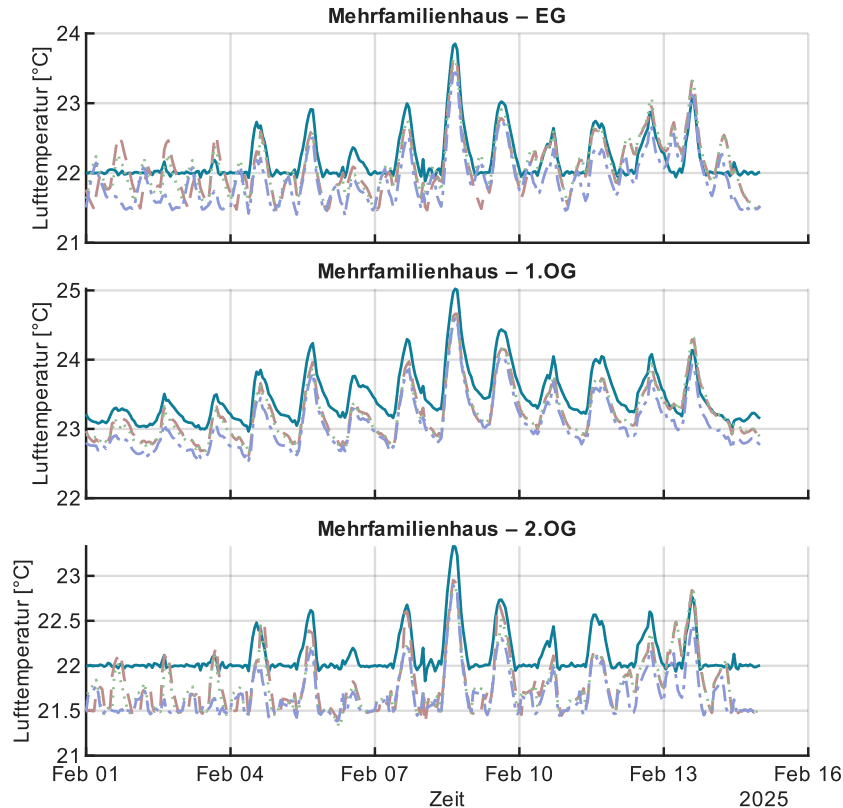 Mehrfamilienhaus – EG
24
23
22
21
Lufttemperatur [°C]
Mehrfamilienhaus – 1.OG
25
24
23
22
Lufttemperatur [°C]
Mehrfamilienhaus – 2.OG
23
22.5
22
21.5
21
Lufttemperatur [°C]
Feb 01 Feb 04 Feb 07 Feb 10 Feb 13 Feb 16
Zeit 2025